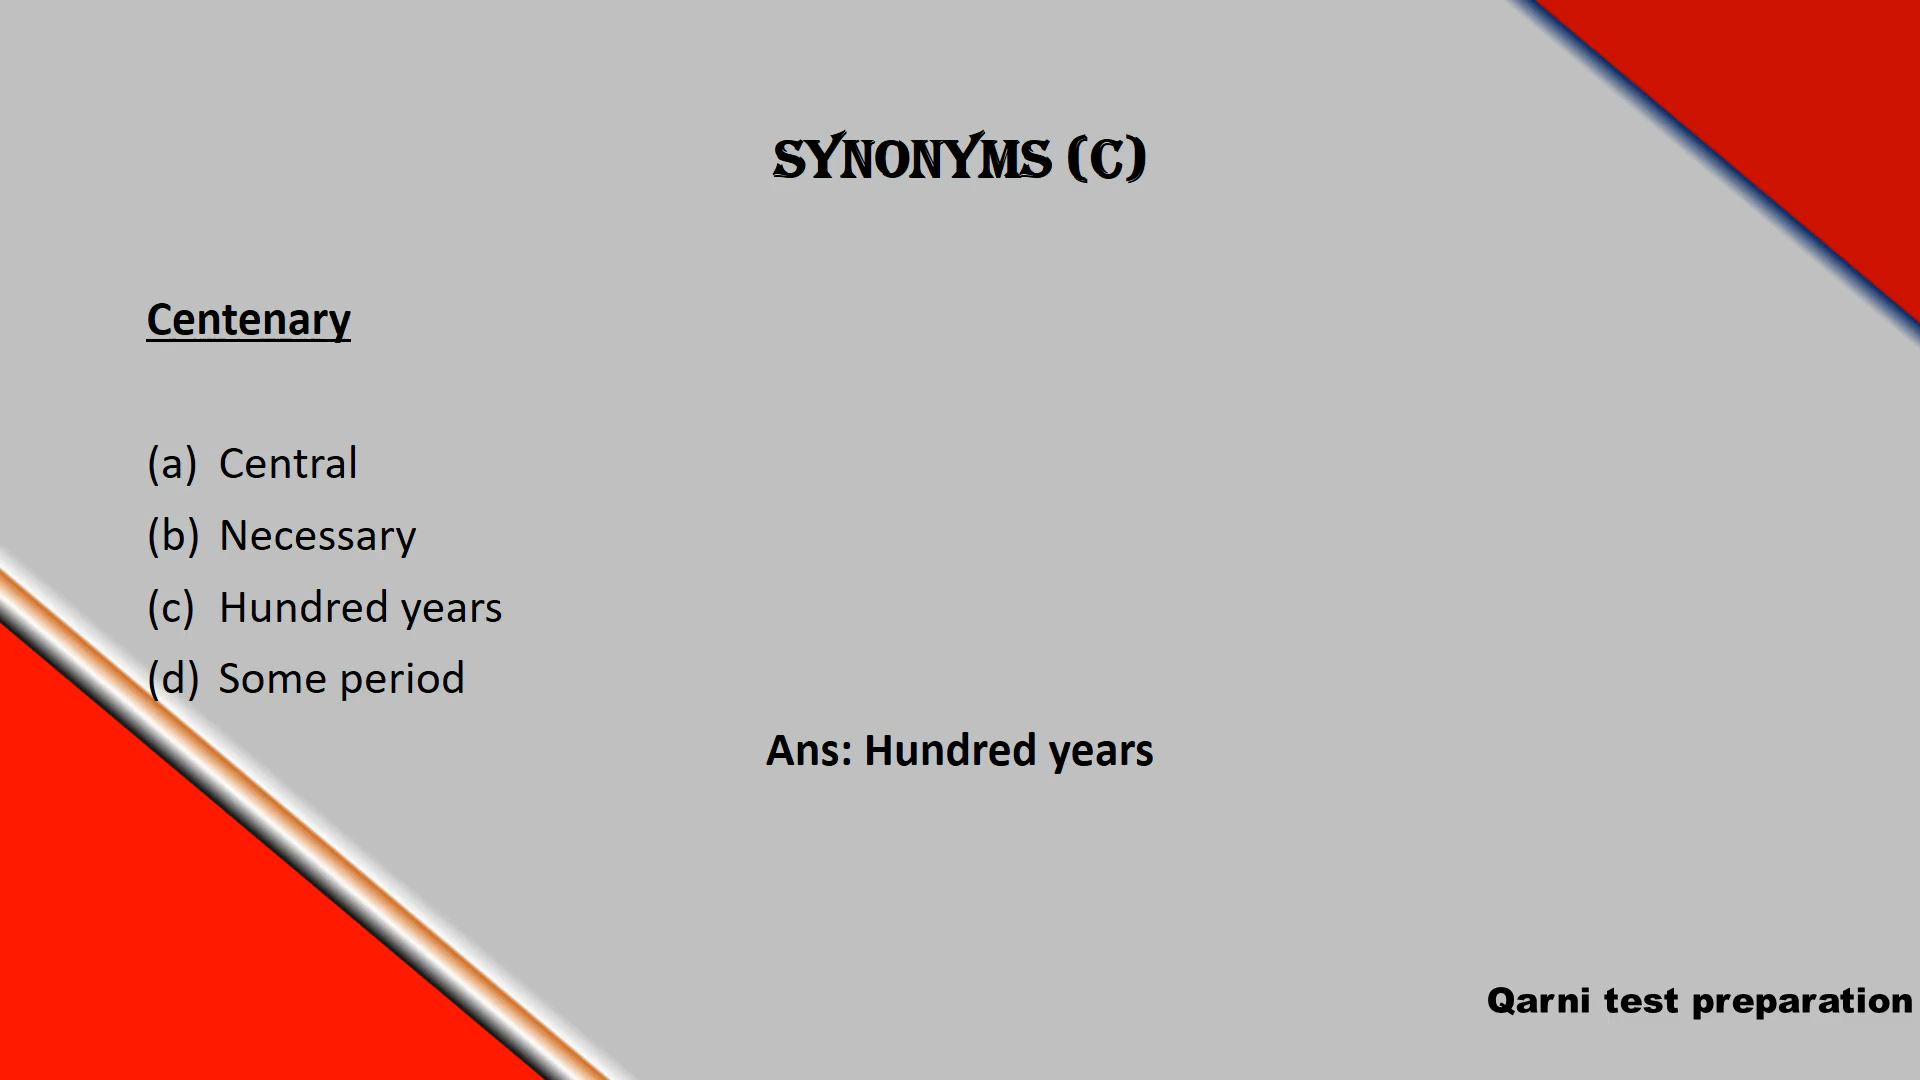 SYNONYMS (C)
Centenary
(a) Central
(b) Necessary
(c) Hundred years
(d) Some period
Ans: Hundred years
Qarni test preparation